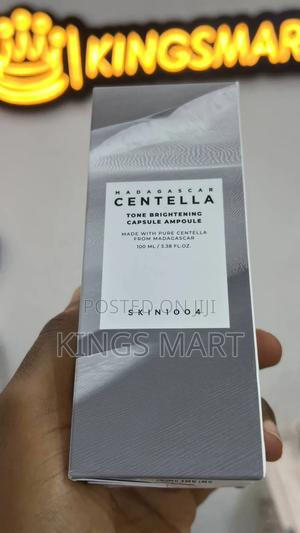 KINGSMART
MADAGASCAR
CENTELLA
TONE BRIGHTENING
CAPSULE AMPOULE
MADE WITH PURE CENTELLA
FROM MADAGASCAR
100 ML / 3.38 FL.OZ.
POSTED ON JIJI
KINGS MART
SKIN1004